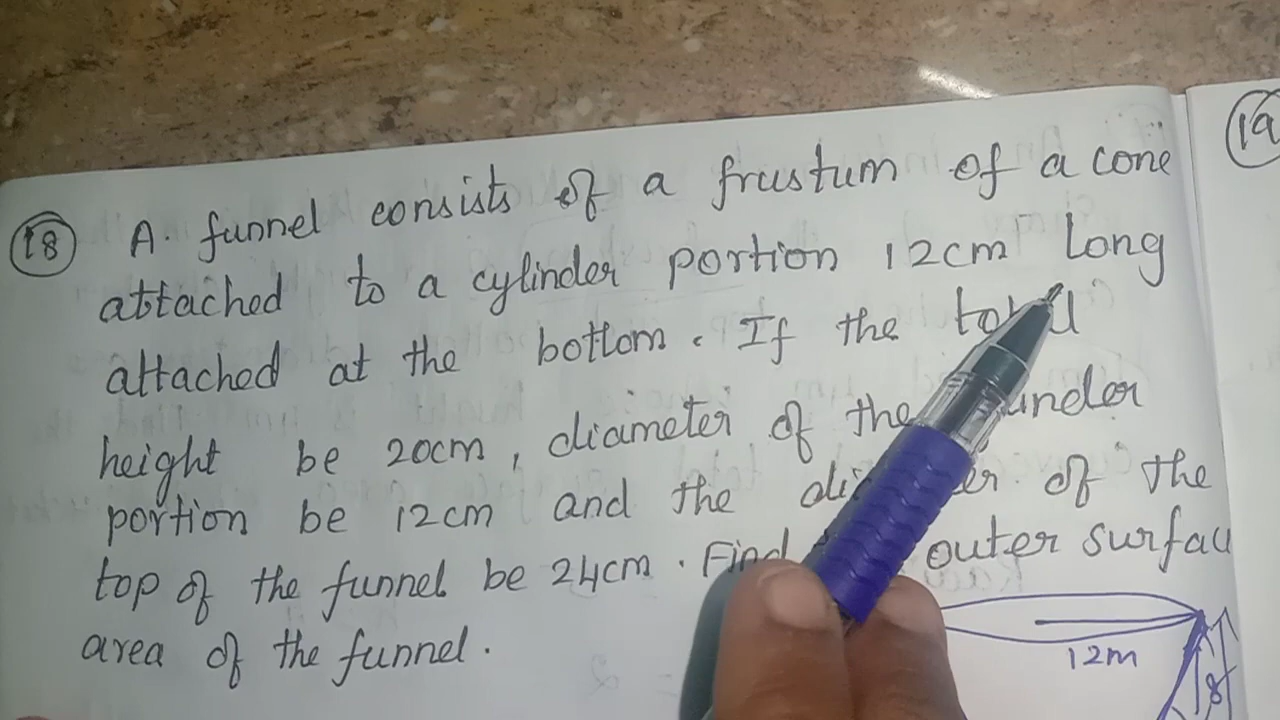 18 A. funnel consists of a frustum of a cone
attached to a cylinder portion 12cm long
attached at the bottom. If the
height be 20cm, diameter of the
portion be 12cm and the of the
top of the funnel be 24cm. Find outer surfac
area of the funnel.
12m
8
19